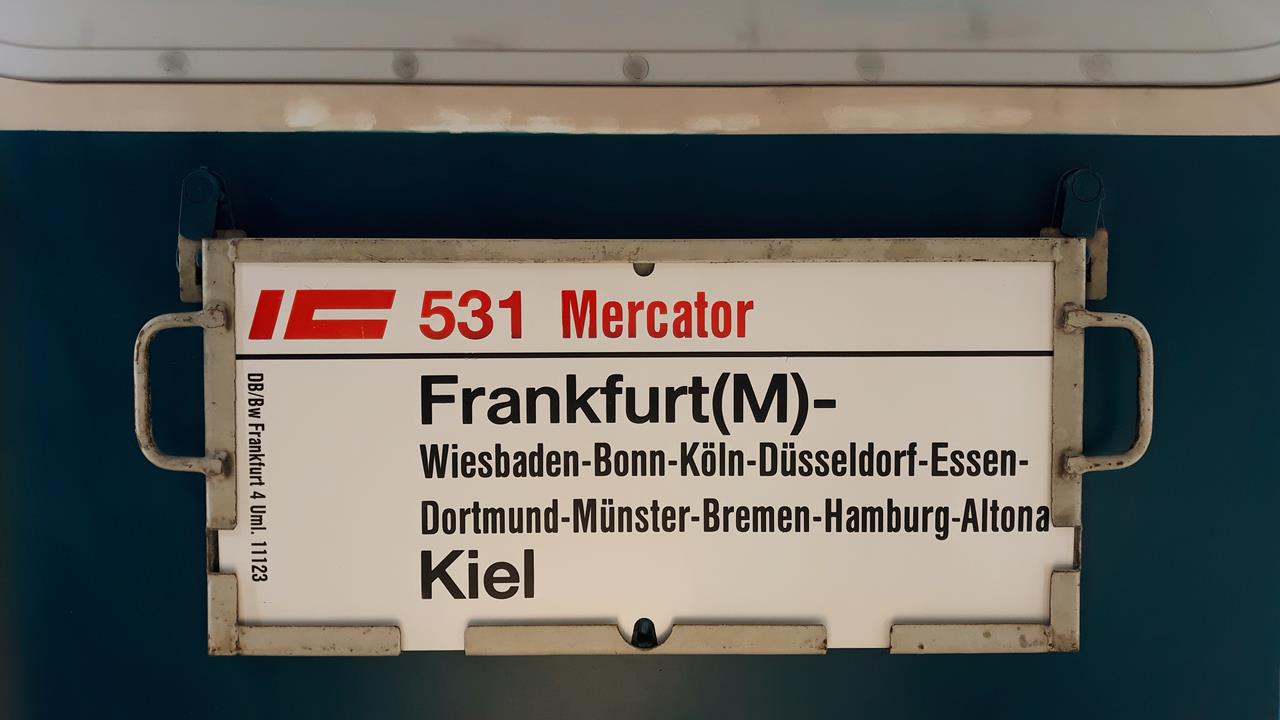 IC 531 Mercator
Frankfurt(M)-
Wiesbaden-Bonn-Köln-Düsseldorf-Essen-
Dortmund-Münster-Bremen-Hamburg-Altona
Kiel
DB/Bw Frankfurt 4 Uml. 11123